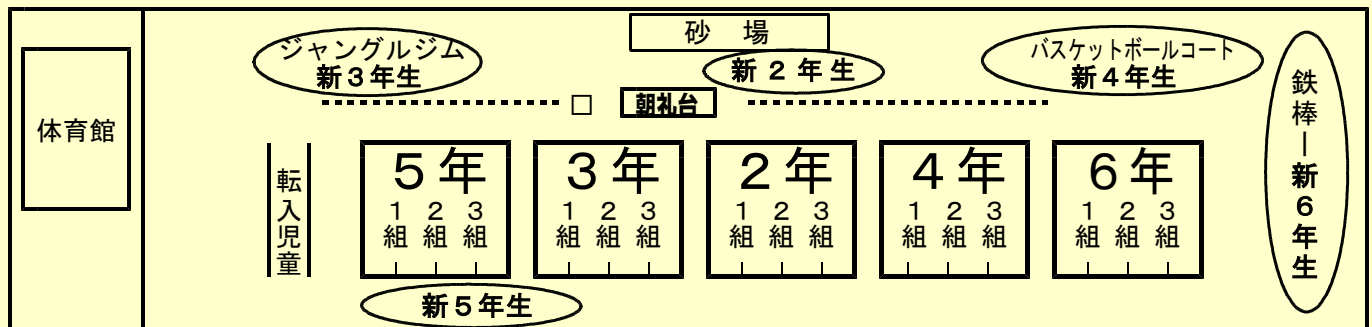 砂場
ジャングルジム
新３年生
新２年生
バスケットボールコート
新４年生
鉄棒ー新６年生
□ 朝礼台
体育館
転入児童
５年
１組 ２組 ３組
３年
１組 ２組 ３組
２年
１組 ２組 ３組
４年
１組 ２組 ３組
６年
１組 ２組 ３組
新５年生